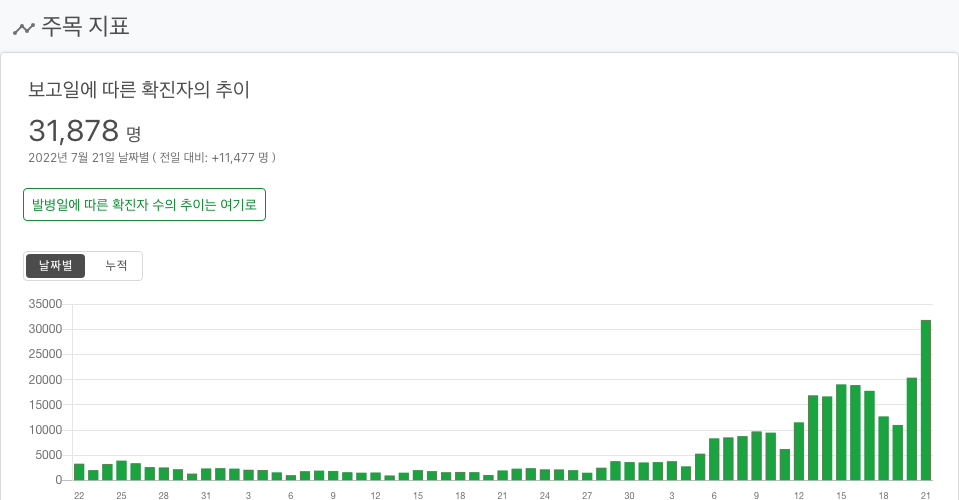 주목 지표
보고일에 따른 확진자의 추이
31,878 명
2022년 7월 21일 날짜별 ( 전일 대비: +11,477 명 )
발병일에 따른 확진자 수의 추이는 여기로
날짜별 누적
35000
30000
25000
20000
15000
10000
5000
0
22 25 28 31 3 6 9 12 15 18 21 24 27 30 3 6 9 12 15 18 21